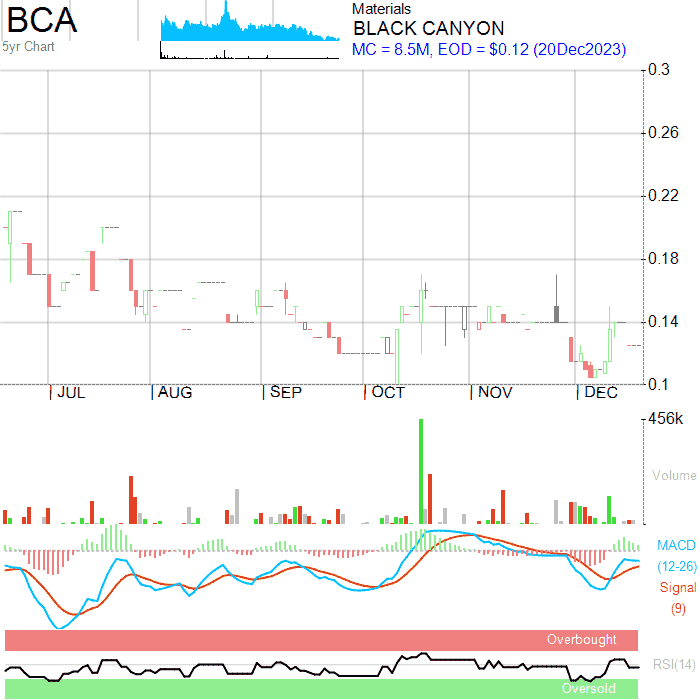 BCA
5yr Chart
Materials
BLACK CANYON
MC = 8.5M, EOD = $0.12 (20Dec2023)
0.3
0.26
0.22
0.18
0.14
0.1
JUL AUG SEP OCT NOV DEC
456k
Volume
MACD
(12-26)
Signal
(9)
Overbought
RSI(14)
Oversold